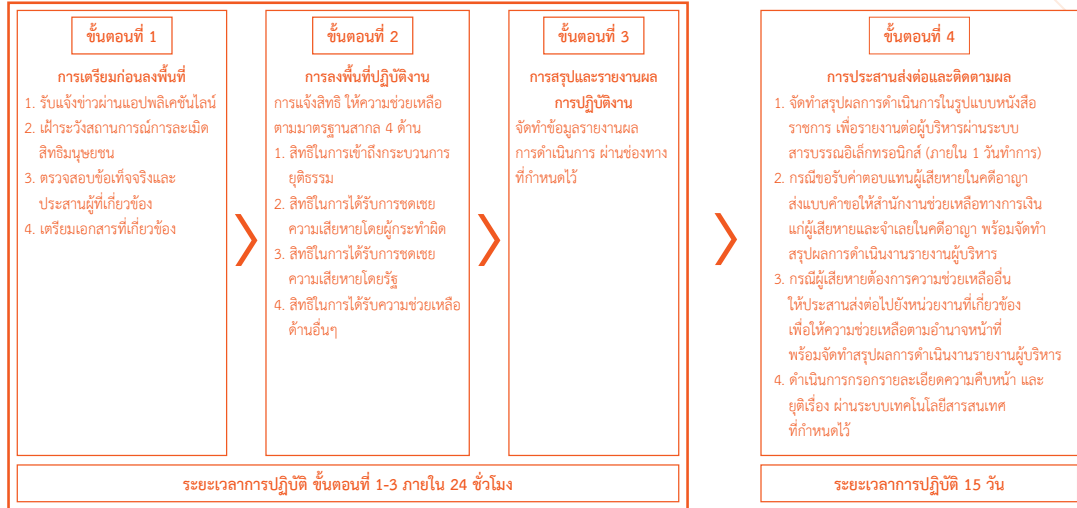 ขั้นตอนที่ 1
การเตรียมก่อนลงพื้นที่
1. รับแจ้งข่าวผ่านแอปพลิเคชันไลน์
2. เฝ้าระวังสถานการณ์การละเมิด
สิทธิมนุษยชน
3. ตรวจสอบข้อเท็จจริงและ
ประสานผู้ที่เกี่ยวข้อง
4. เตรียมเอกสารที่เกี่ยวข้อง
ขั้นตอนที่ 2
การลงพื้นที่ปฏิบัติงาน
การแจ้งสิทธิ ให้ความช่วยเหลือ
ตามมาตรฐานสากล 4 ด้าน
1. สิทธิในการเข้าถึงกระบวนการ
ยุติธรรม
2. สิทธิในการได้รับการชดเชย
ความเสียหายโดยผู้กระทำผิด
3. สิทธิในการได้รับการชดเชย
ความเสียหายโดยรัฐ
4. สิทธิในการได้รับความช่วยเหลือ
ด้านอื่นๆ
ขั้นตอนที่ 3
การสรุปและรายงานผล
การปฏิบัติงาน
จัดทำข้อมูลรายงานผล
การดำเนินการ ผ่านช่องทาง
ที่กำหนดไว้
ระยะเวลาการปฏิบัติ ขั้นตอนที่ 1-3 ภายใน 24 ชั่วโมง
ขั้นตอนที่ 4
การประสานส่งต่อและติดตามผล
1. จัดทำสรุปผลการดำเนินการในรูปแบบหนังสือ
ราชการ เพื่อรายงานต่อผู้บริหารผ่านระบบ
สารบรรณอิเล็กทรอนิกส์ (ภายใน 1 วันทำการ)
2. กรณีขอรับค่าตอบแทนผู้เสียหายในคดีอาญา
ส่งแบบคำขอให้สำนักงานช่วยเหลือทางการเงิน
แก่ผู้เสียหายและจำเลยในคดีอาญา พร้อมจัดทำ
สรุปผลการดำเนินงานรายงานผู้บริหาร
3. กรณีผู้เสียหายต้องการความช่วยเหลืออื่น
ให้ประสานส่งต่อไปยังหน่วยงานที่เกี่ยวข้อง
เพื่อให้ความช่วยเหลือตามอำนาจหน้าที่
พร้อมจัดทำสรุปผลการดำเนินงานรายงานผู้บริหาร
4. ดำเนินการกรอกรายละเอียดความคืบหน้า และ
ยุติเรื่อง ผ่านระบบเทคโนโลยีสารสนเทศ
ที่กำหนดไว้
ระยะเวลาการปฏิบัติ 15 วัน